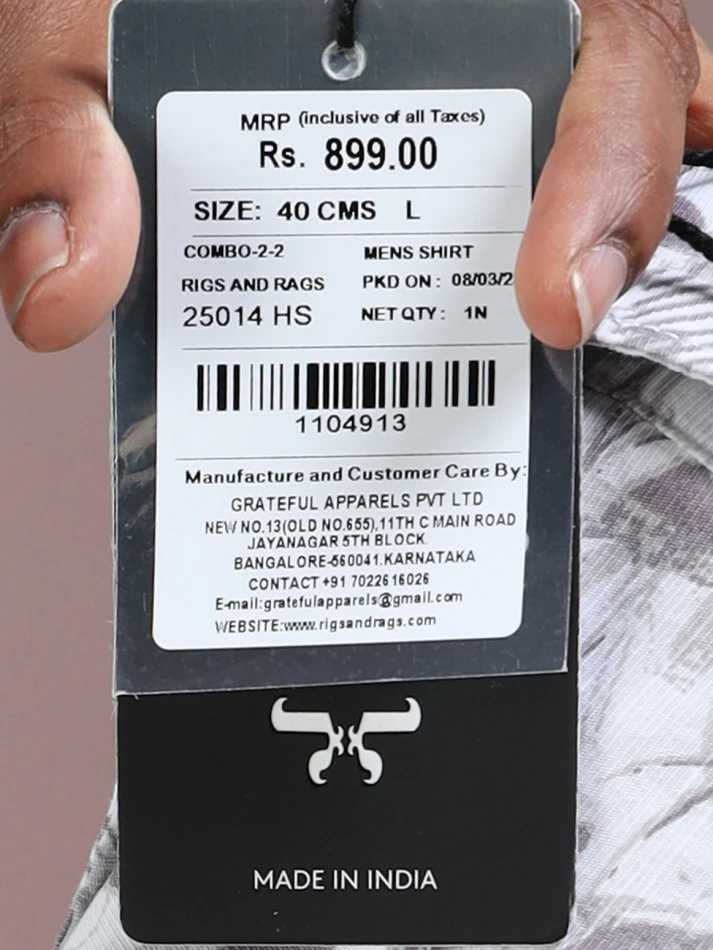 MRP (inclusive of all Taxes)
Rs. 899.00
SIZE: 40 CMS L
COMBO-2-2 MENS SHIRT
RIGS AND RAGS PKD ON : 08/03/2
25014 HS NET QTY : 1N
1104913
Manufacture and Customer Care By:
GRATEFUL APPARELS PVT LTD
NEW NO.13(OLD NO.655),11TH C MAIN ROAD
JAYANAGAR 5TH BLOCK.
BANGALORE-560041.KARNATAKA
CONTACT +91 7022616026
E-mail:gratefulapparels@gmail.com
WEBSITE:www.rigsandrags.com
MADE IN INDIA